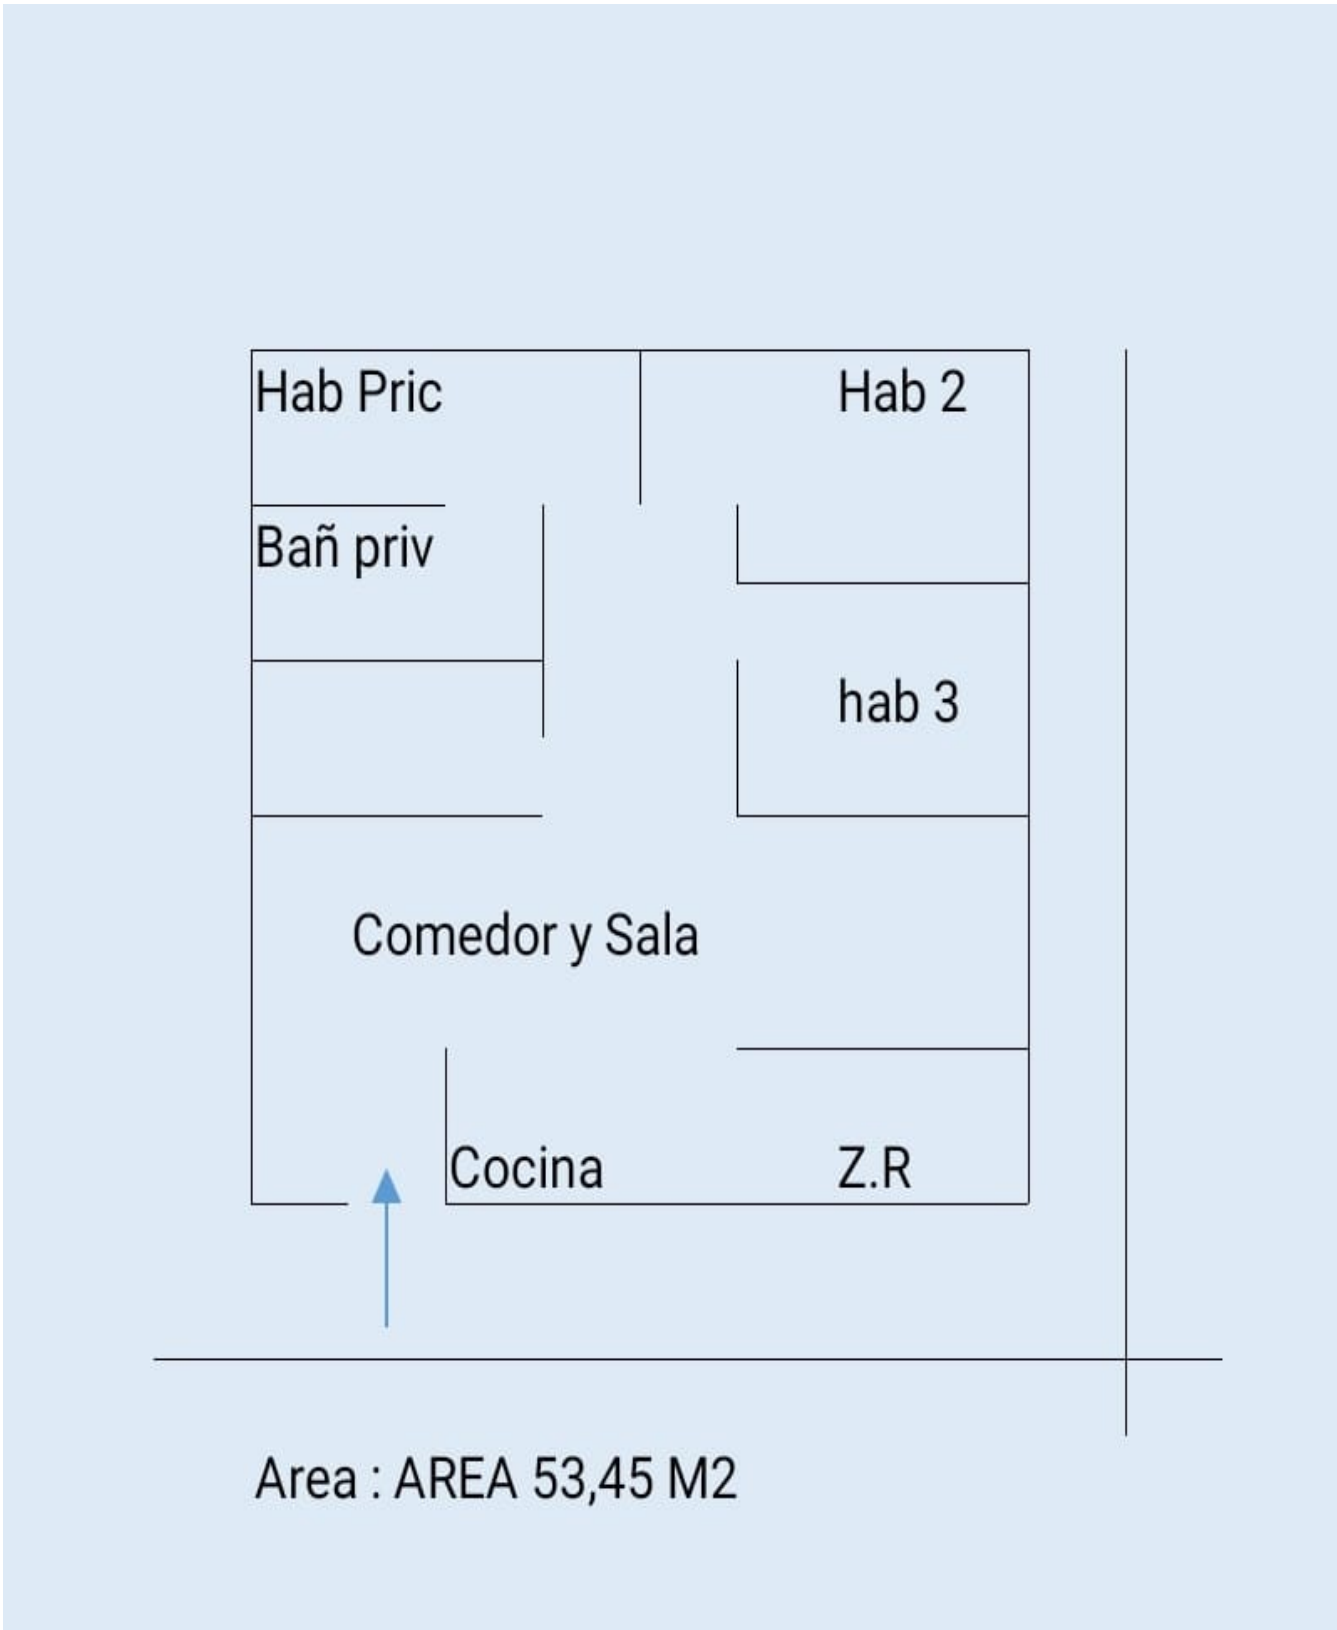 Hab Pric
Hab 2
Bañ priv
hab 3
Comedor y Sala
Cocina
Z.R
Area : AREA 53,45 M2